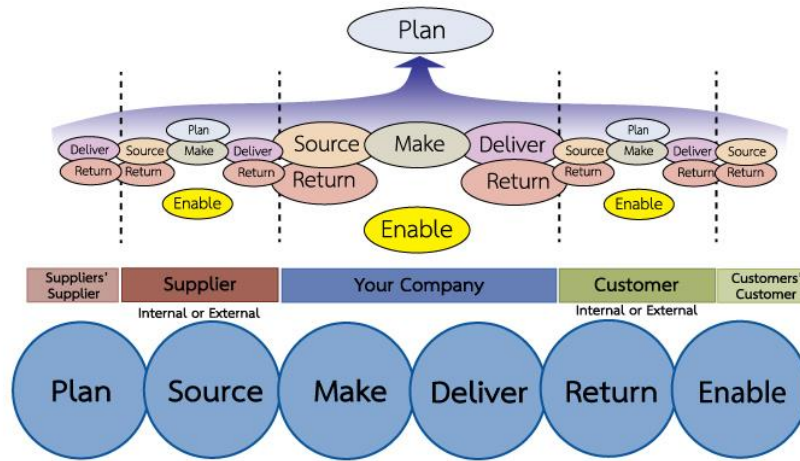 Plan
Plan
Plan
Deliver
Source
Make
Deliver
Source
Make
Deliver
Source
Make
Deliver
Source
Return
Return
Return
Return
Return
Return
Return
Return
Enable
Enable
Enable
Suppliers'
Supplier
Supplier
Your Company
Customer
Customers'
Customer
Internal or External
Internal or External
Plan
Source
Make
Deliver
Return
Enable